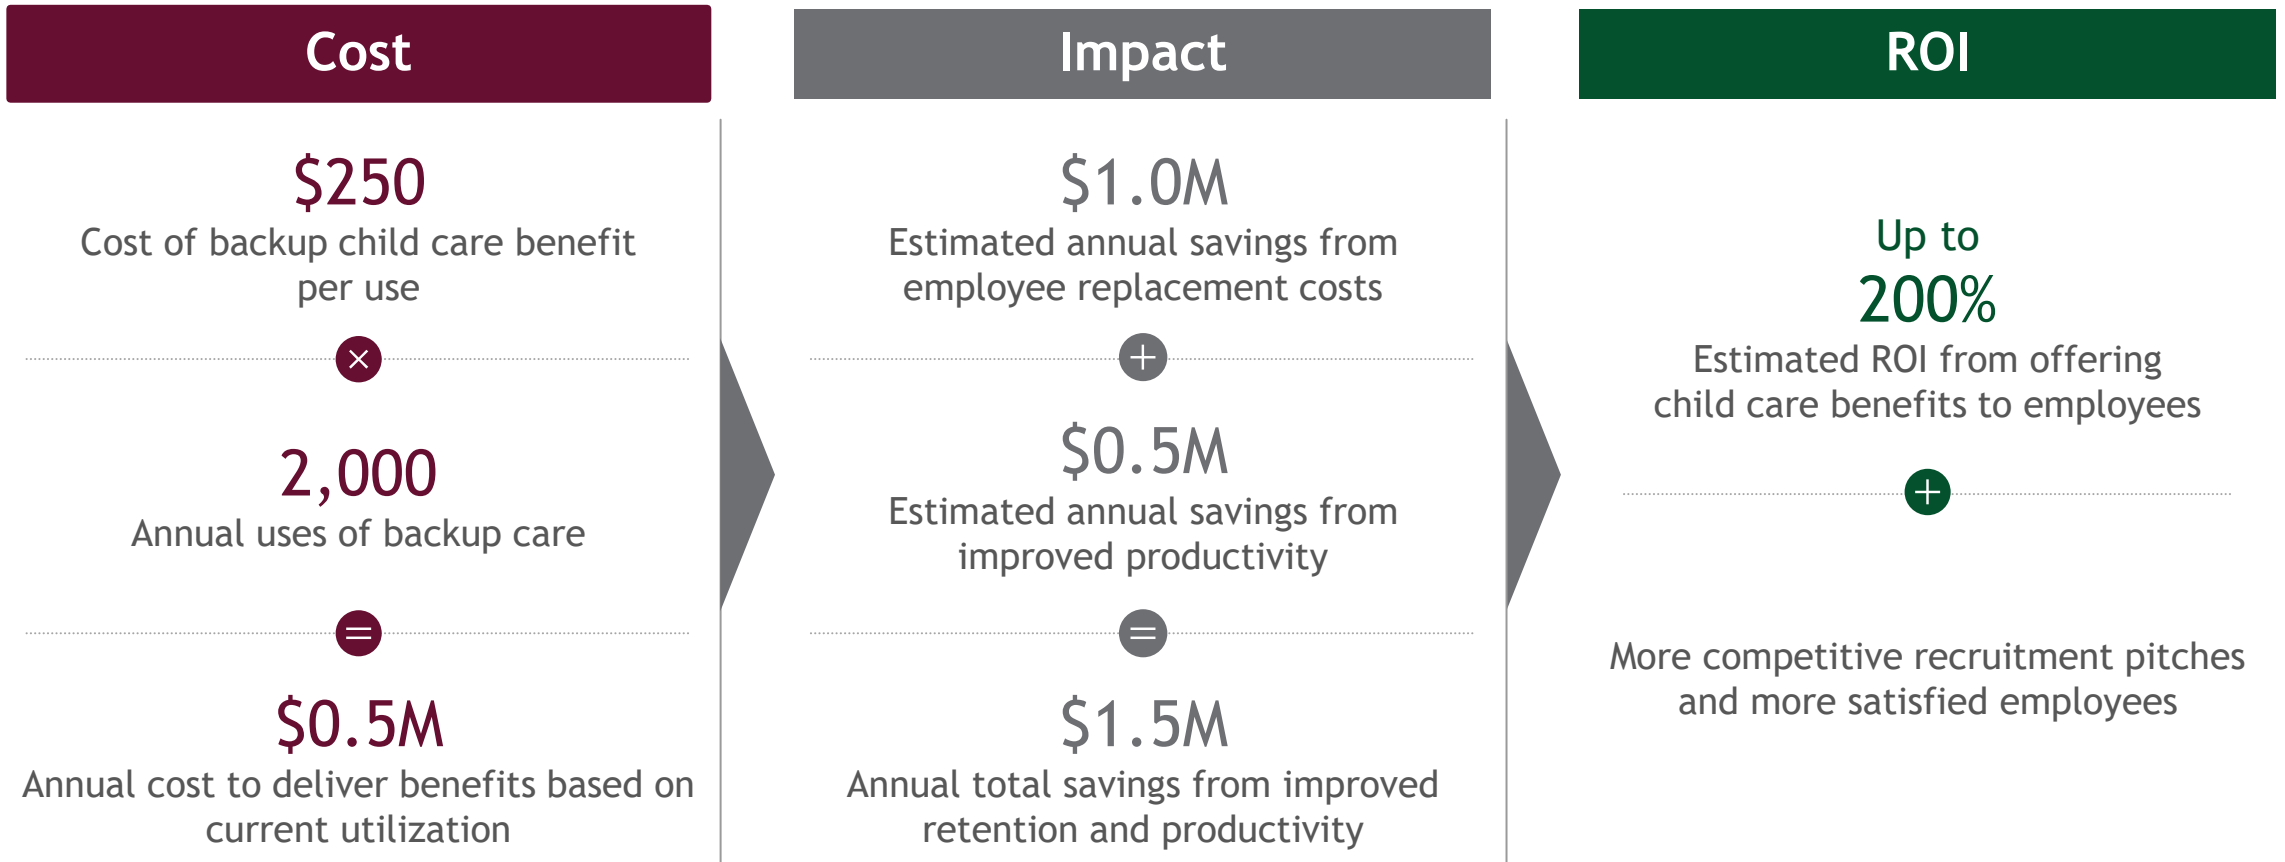 Cost
$250
Cost of backup child care benefit
per use
×
2,000
Annual uses of backup care
=
$0.5M
Annual cost to deliver benefits based on
current utilization
Impact
$1.0M
Estimated annual savings from
employee replacement costs
+
$0.5M
Estimated annual savings from
improved productivity
=
$1.5M
Annual total savings from improved
retention and productivity
ROI
Up to
200%
Estimated ROI from offering
child care benefits to employees
+
More competitive recruitment pitches
and more satisfied employees